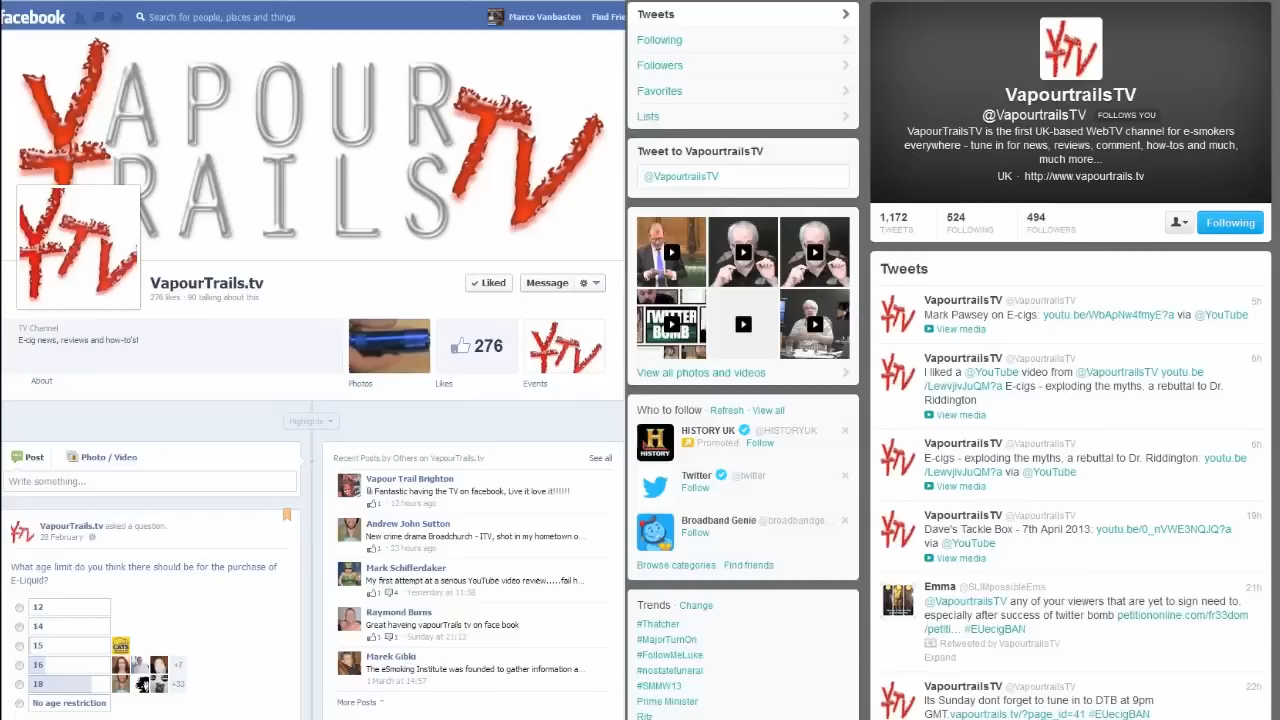 facebook
Search for people, places and things
Marco Vanbasten
Find Frie
VAPOUR
TRAILS
TV
YTV
VapourTrails.tv
276 likes · 90 talking about this
Liked
Message
TV Channel
E-cig news, reviews and how-to's!
About
Photos
276
Likes
YTV
Events
Highlights
Post
Photo / Video
Write something...
VapourTrails.tv asked a question.
28 February
What age limit do you think there should be for the purchase of
E-Liquid?
12
14
15
16
+7
18
+33
No age restriction
Recent Posts by Others on VapourTrails.tv
See all
Vapour Trail Brighton
Fantastic having the TV on facebook, Live it love it!!!!!!
1 · 12 hours ago
Andrew John Sutton
New crime drama Broadchurch - ITV, shot in my hometown o...
1 · 23 hours ago
Mark Schifferdaker
My first attempt at a serious YouTube video review.....fail h...
1 4 · Yesterday at 11:58
Raymond Burns
Great haveing vapourTrails tv on face book
1 1 · Sunday at 21:13
Marek Gibki
The eSmoking Institute was founded to gather information a...
1 March at 14:57
More Posts
Tweets
Following
Followers
Favorites
Lists
Tweet to VapourtrailsTV
@VapourtrailsTV
TWITTER
BOMB
View all photos and videos
Who to follow · Refresh · View all
HISTORY UK @HISTORYUK
Promoted Follow
H
HISTORY
Twitter @twitter
Follow
Broadband Genie @broadbandge...
Follow
Browse categories · Find friends
Trends · Change
#Thatcher
#MajorTurnOn
#FollowMeLuke
#nostatefuneral
#SMMW13
Prime Minister
Ritz
YTV
VapourtrailsTV
@VapourtrailsTV FOLLOWS YOU
VapourTrailsTV is the first UK-based WebTV channel for e-smokers
everywhere - tune in for news, reviews, comment, how-tos and much,
much more...
UK · http://www.vapourtrails.tv
1,172
TWEETS
524
FOLLOWING
494
FOLLOWERS
Following
Tweets
VapourtrailsTV @VapourtrailsTV 5h
Mark Pawsey on E-cigs: youtu.be/WbApNw4fmyE?a via @YouTube
View media
VapourtrailsTV @VapourtrailsTV 6h
I liked a @YouTube video from @VapourtrailsTV youtu.be
/LewvjivJuQM?a E-cigs - exploding the myths, a rebuttal to Dr.
Riddington
View media
VapourtrailsTV @VapourtrailsTV 6h
E-cigs - exploding the myths, a rebuttal to Dr. Riddington: youtu.be
/LewvjivJuQM?a via @YouTube
View media
VapourtrailsTV @VapourtrailsTV 19h
Dave's Tackle Box - 7th April 2013: youtu.be/0_nVWE3NQJQ?a
via @YouTube
View media
Emma @SLIMpossibleEms 21h
@VapourtrailsTV any of your viewers that are yet to sign need to,
especially after success of twitter bomb petitiononline.com/fr33dom
/petiti... #EUecigBAN
Retweeted by VapourtrailsTV
Expand
VapourtrailsTV @VapourtrailsTV 22h
Its Sunday dont forget to tune in to DTB at 9pm
GMT.vapourtrails.tv/?page_id=41 #EUecigBAN